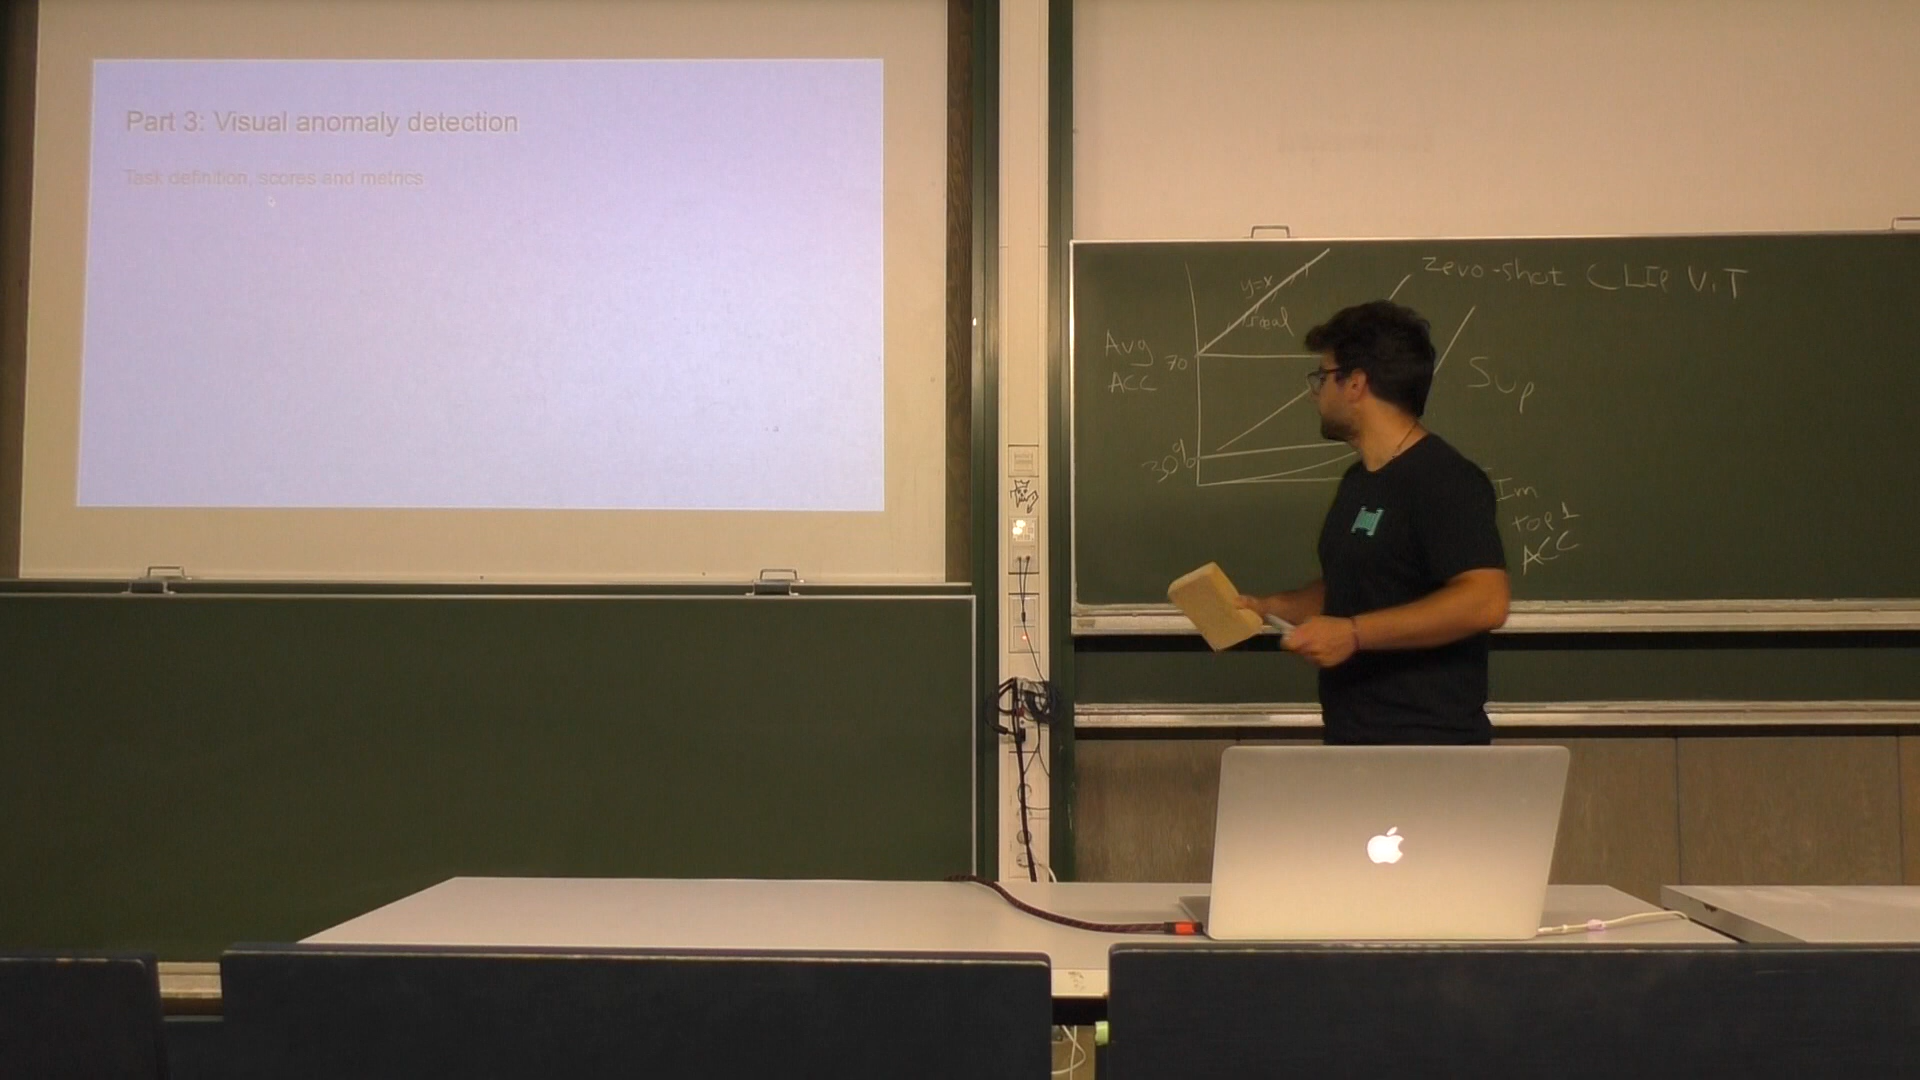 Part 3: Visual anomaly detection
Task definition, scores and metrics
zero-shot CLIP ViT
y=x
ideal
Avg
ACC
70
Sup
30%
Im
top 1
ACC